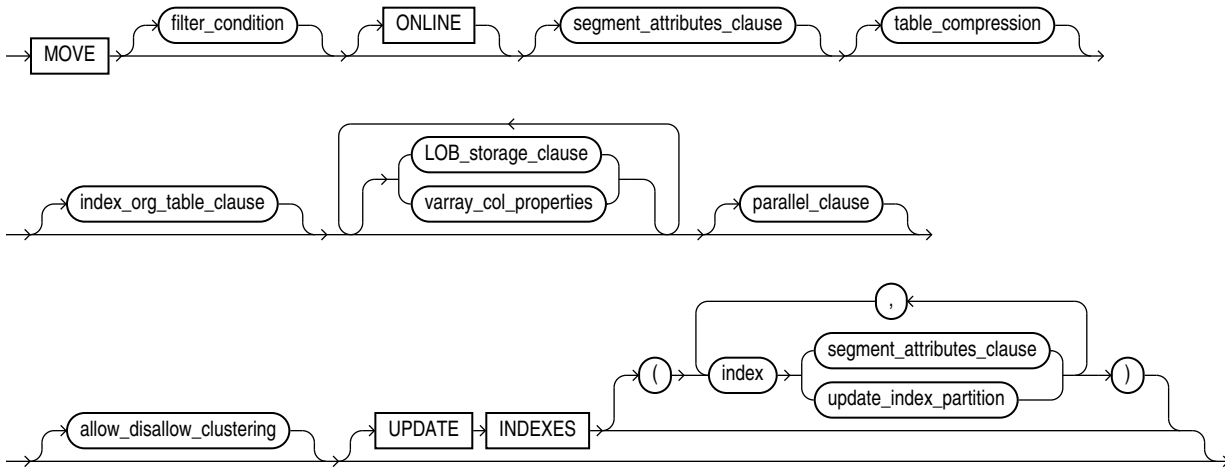 MOVE filter_condition ONLINE segment_attributes_clause table_compression
index_org_table_clause LOB_storage_clause parallel_clause
varray_col_properties
,
segment_attributes_clause
( index )
update_index_partition
allow_disallow_clustering UPDATE INDEXES